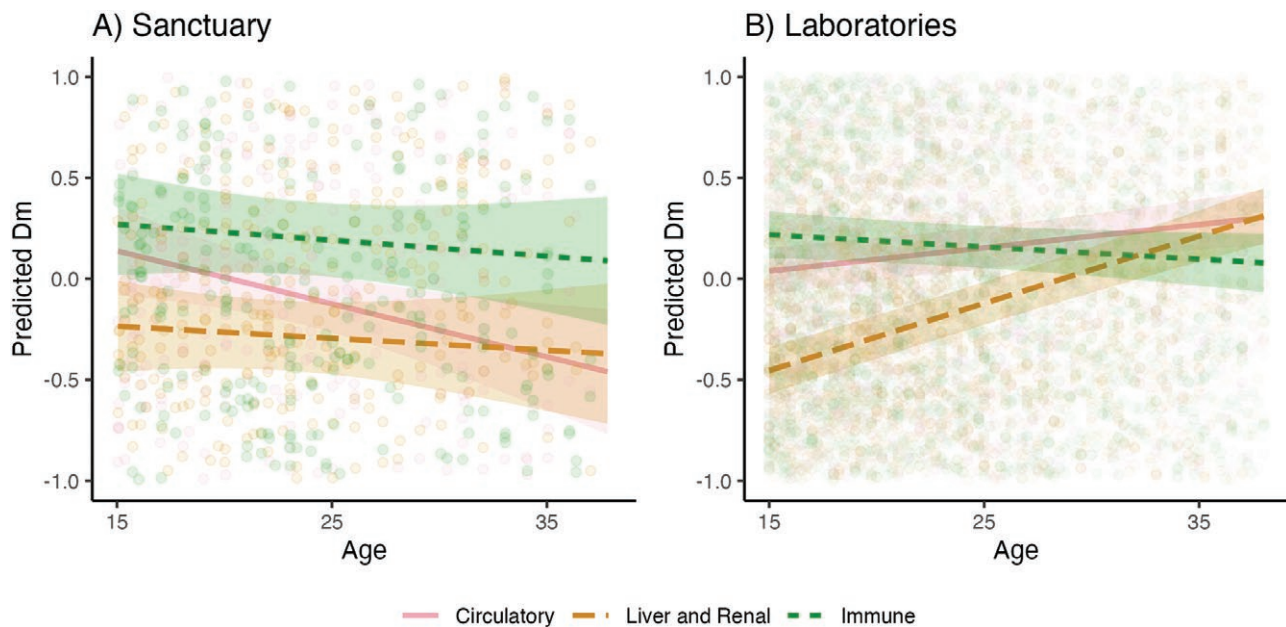 A) Sanctuary
B) Laboratories
Predicted Dm
1.0
0.5
0.0
-0.5
-1.0
15
25
35
Age
Predicted Dm
1.0
0.5
0.0
-0.5
-1.0
15
25
35
Age
Circulatory Liver and Renal Immune